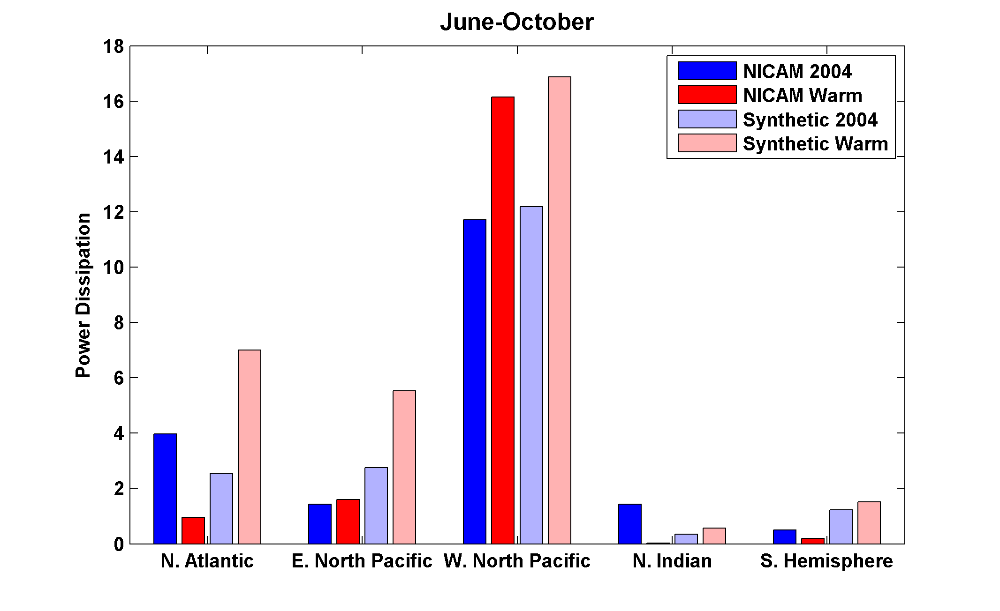 June-October
18
16
14
12
10
8
6
4
2
0
Power Dissipation
NICAM 2004
NICAM Warm
Synthetic 2004
Synthetic Warm
N. Atlantic E. North Pacific W. North Pacific N. Indian S. Hemisphere